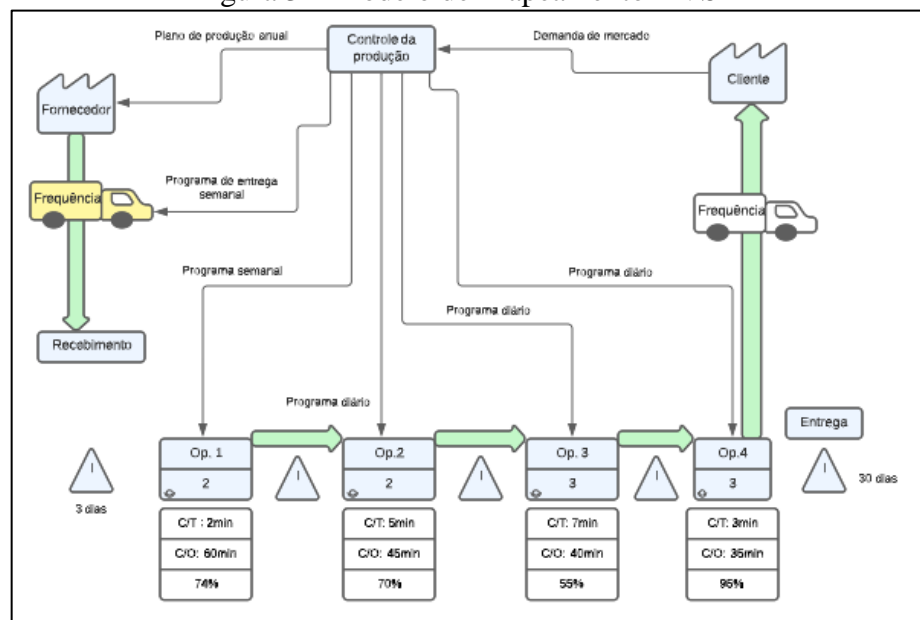 Plano de produção anual
Controle da
produção
Demanda de mercado
Fornecedor
Cliente
Frequência
Programa de entrega
semanal
Frequência
Programa semanal
Programa diário
Programa diário
Recebimento
Programa diário
Entrega
Op. 1
Op.2
Op. 3
Op.4
I
I
I
I
I
2
2
3
3
3 dias
30 dias
C/T : 2min
C/T: 5min
C/T: 7min
C/T: 3min
C/O: 60min
C/O: 45min
C/O: 40min
C/O: 35min
74%
70%
55%
95%